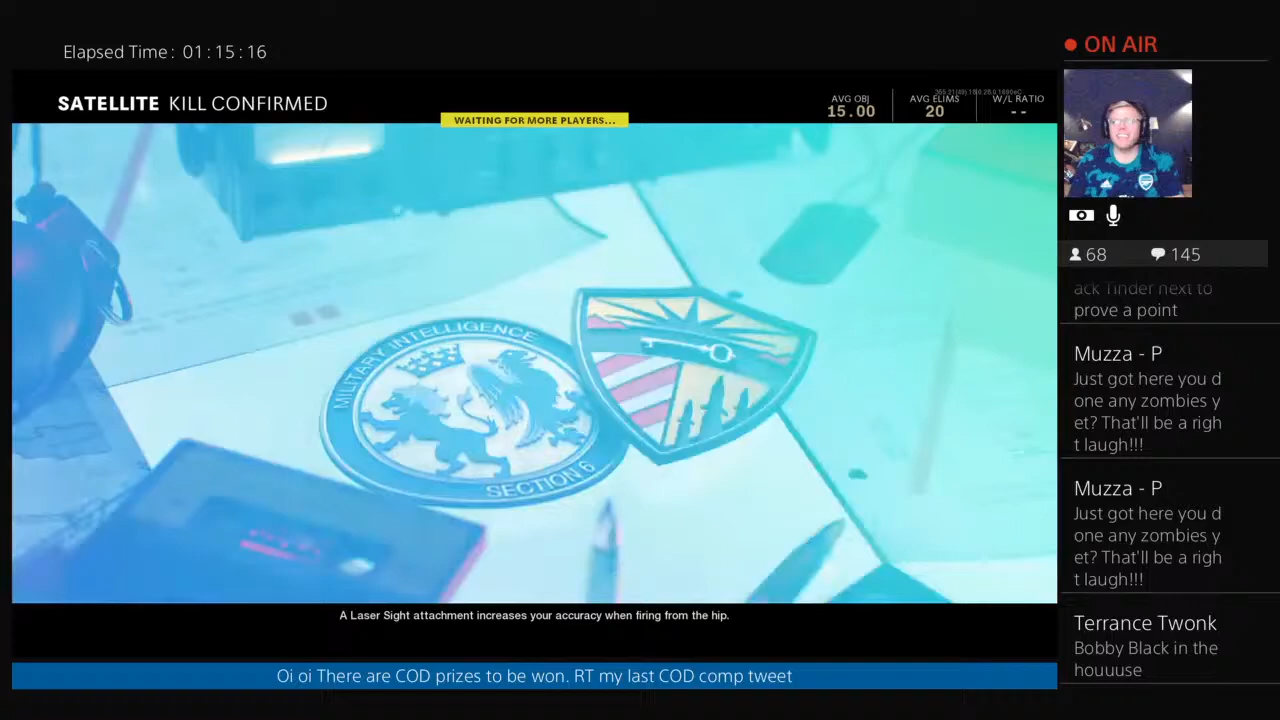 Elapsed Time: 01:15:16
ON AIR
SATELLITE KILL CONFIRMED
AVG OBJ
15.00
AVG ELIMS
20
W/L RATIO
--
WAITING FOR MORE PLAYERS...
MILITARY INTELLIGENCE
SECTION 6
68
145
ack Tinder next to
prove a point
Muzza - P
Just got here you d
one any zombies y
et? That'll be a righ
t laugh!!!
Muzza - P
Just got here you d
one any zombies y
et? That'll be a righ
t laugh!!!
Terrance Twonk
Bobby Black in the
houuuse
A Laser Sight attachment increases your accuracy when firing from the hip.
Oi oi There are COD prizes to be won. RT my last COD comp tweet